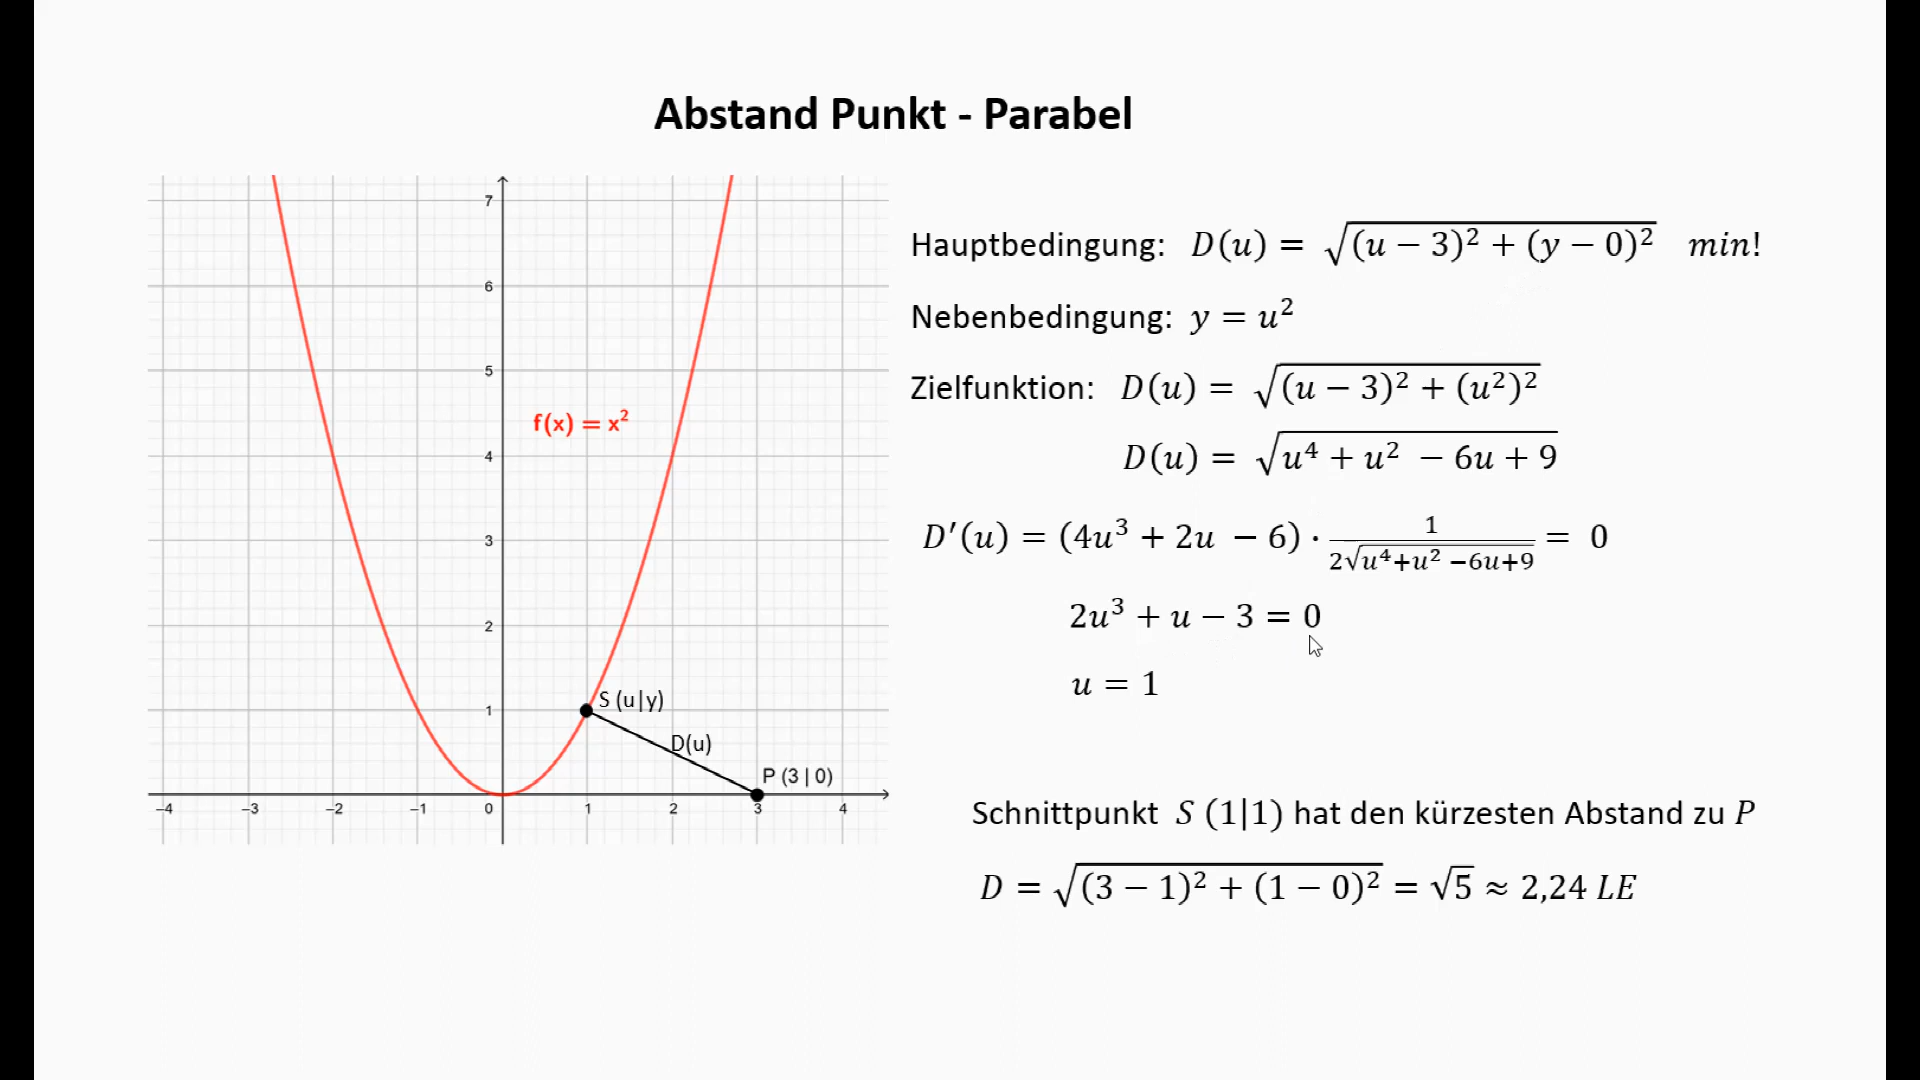 Abstand Punkt - Parabel
7
6
5
4
3
2
1
f(x) = x²
S (u|y)
D(u)
P (3 | 0)
−4 −3 −2 −1 0 1 2 3 4
Hauptbedingung: D(u) = √((u − 3)² + (y − 0)²) min!
Nebenbedingung: y = u²
Zielfunktion: D(u) = √((u − 3)² + (u²)²)
D(u) = √(u⁴ + u² − 6u + 9)
D′(u) = (4u³ + 2u − 6) · 1/(2√(u⁴+u² −6u+9)) = 0
2u³ + u − 3 = 0
u = 1
Schnittpunkt S (1|1) hat den kürzesten Abstand zu P
D = √((3 − 1)² + (1 − 0)²) = √5 ≈ 2,24 LE